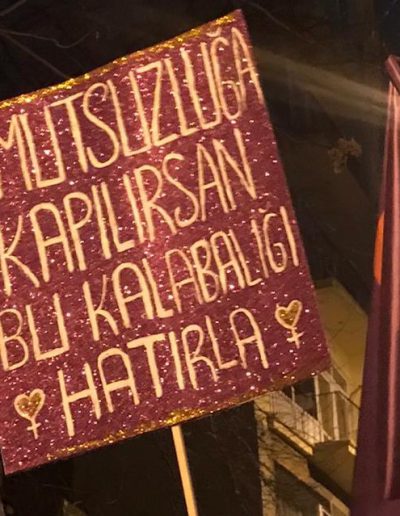 MUTSUZLUĞA
KAPILIRSAN
BU KALABALIĞI
HATIRLA